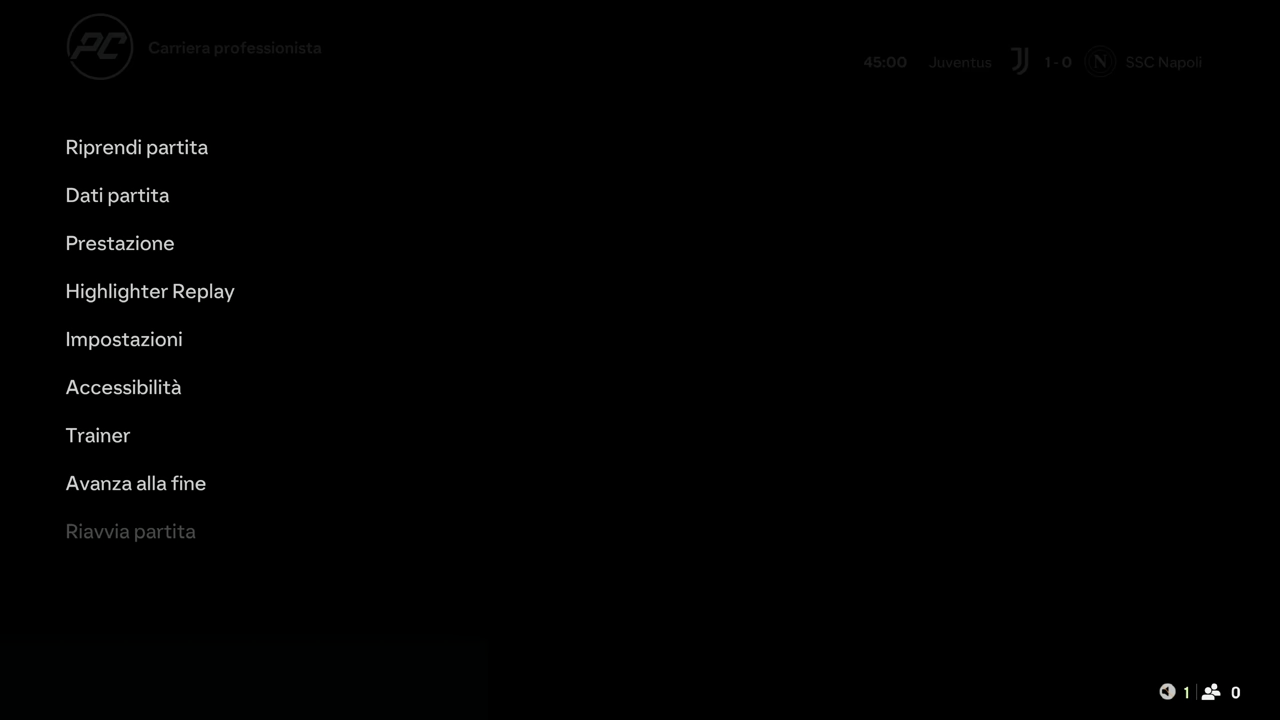 PC Carriera professionista
45:00 Juventus J 1 - 0 N SSC Napoli
Riprendi partita
Dati partita
Prestazione
Highlighter Replay
Impostazioni
Accessibilità
Trainer
Avanza alla fine
Riavvia partita
1 0